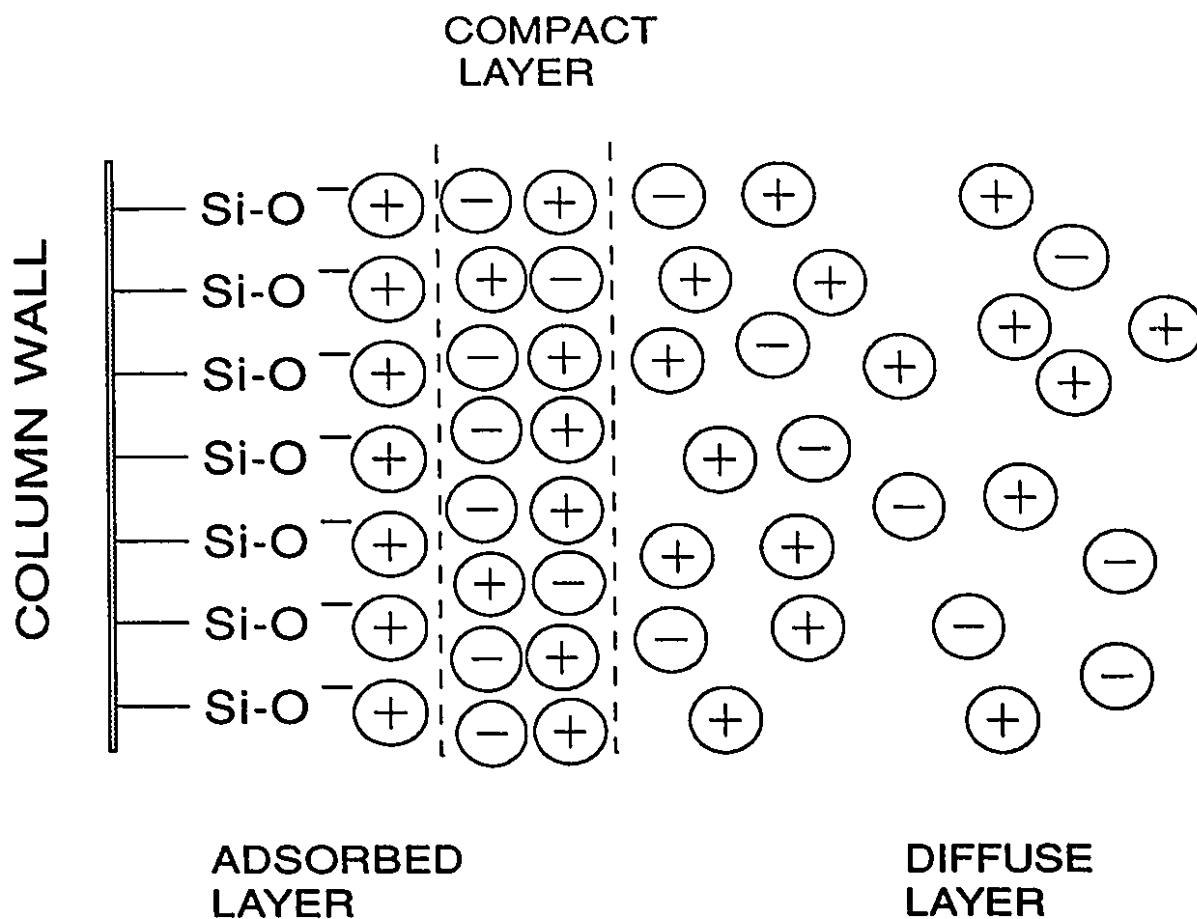 COMPACT
LAYER
COLUMN WALL
Si-O⁻ + - +
Si-O⁻ + + -
Si-O⁻ + - +
Si-O⁻ + - +
Si-O⁻ + - +
Si-O⁻ + - +
Si-O⁻ + - +
ADSORBED
LAYER
DIFFUSE
LAYER